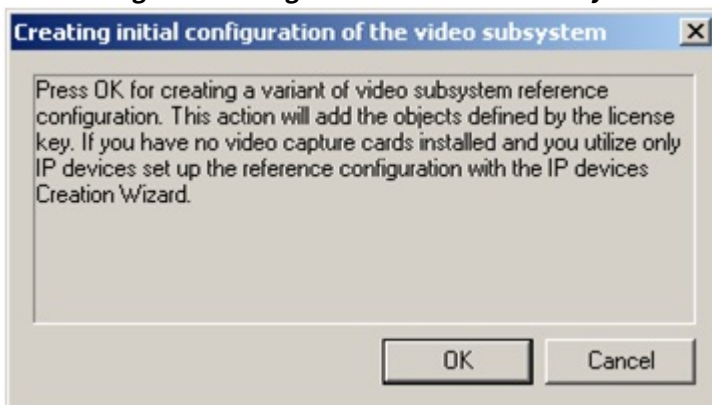 Creating initial configuration of the video subsystem
Press OK for creating a variant of video subsystem reference
configuration. This action will add the objects defined by the license
key. If you have no video capture cards installed and you utilize only
IP devices set up the reference configuration with the IP devices
Creation Wizard.
OK
Cancel